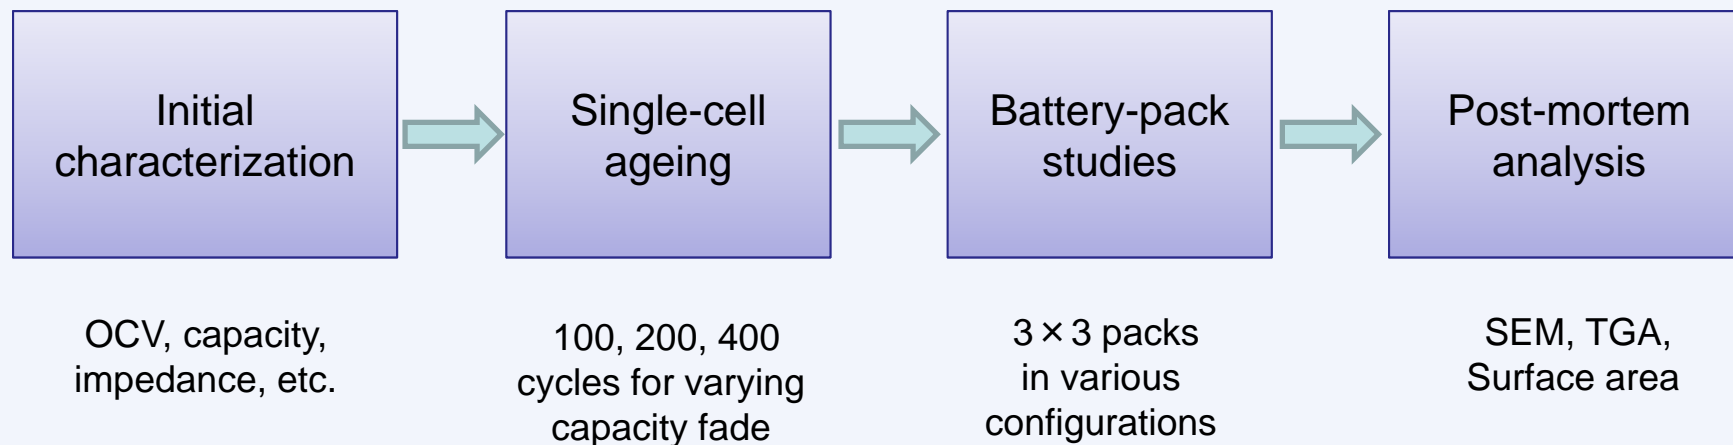 Initial
characterization
Single-cell
ageing
Battery-pack
studies
Post-mortem
analysis
OCV, capacity,
impedance, etc.
100, 200, 400
cycles for varying
capacity fade
3 × 3 packs
in various
configurations
SEM, TGA,
Surface area